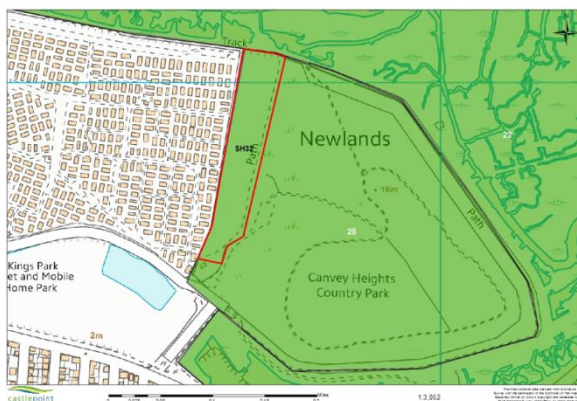 Track
Newlands
SH32
Path
22
16m
Path
25
Kings Park
et and Mobile
Home Park
Canvey Heights
Country Park
2m
castlepoint
1:3,052